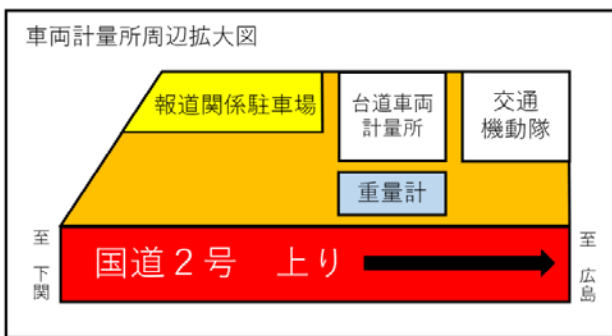 車両計量所周辺拡大図
報道関係駐車場
台道車両
計量所
交通
機動隊
重量計
至下関
国道２号　上り
至広島